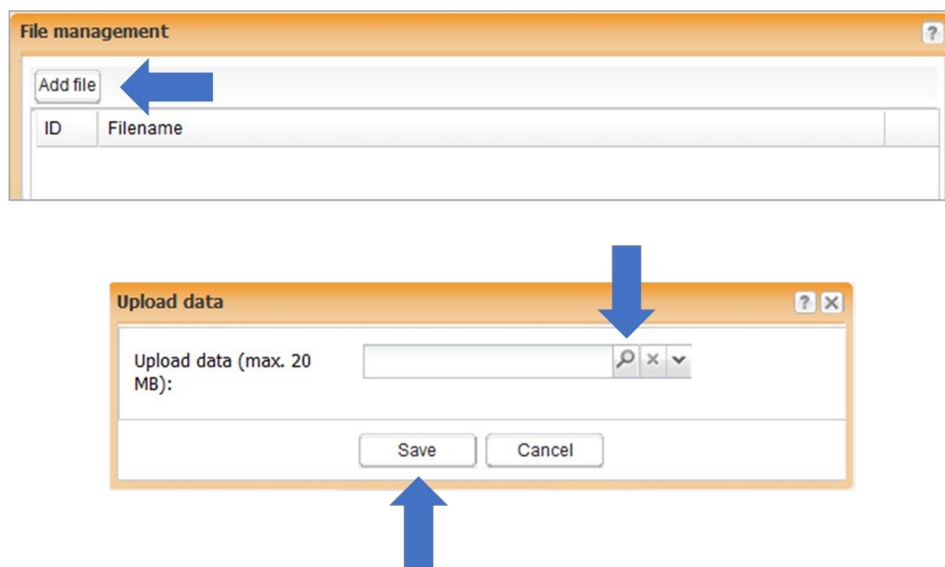 File management ?
Add file
ID Filename
Upload data ?
Upload data (max. 20
MB):
Save Cancel